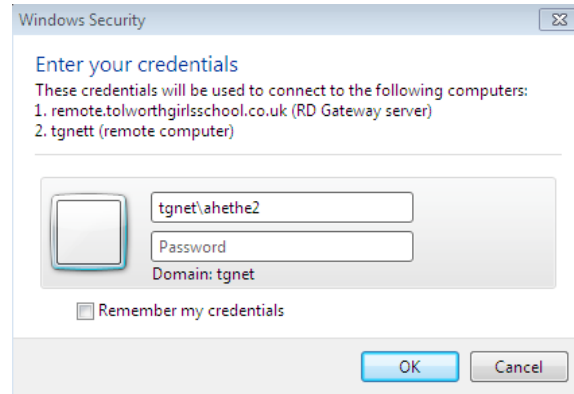 Windows Security
Enter your credentials
These credentials will be used to connect to the following computers:
1. remote.tolworthgirlsschool.co.uk (RD Gateway server)
2. tgnett (remote computer)
tgnet\ahethe2
Password
Domain: tgnet
Remember my credentials
OK Cancel